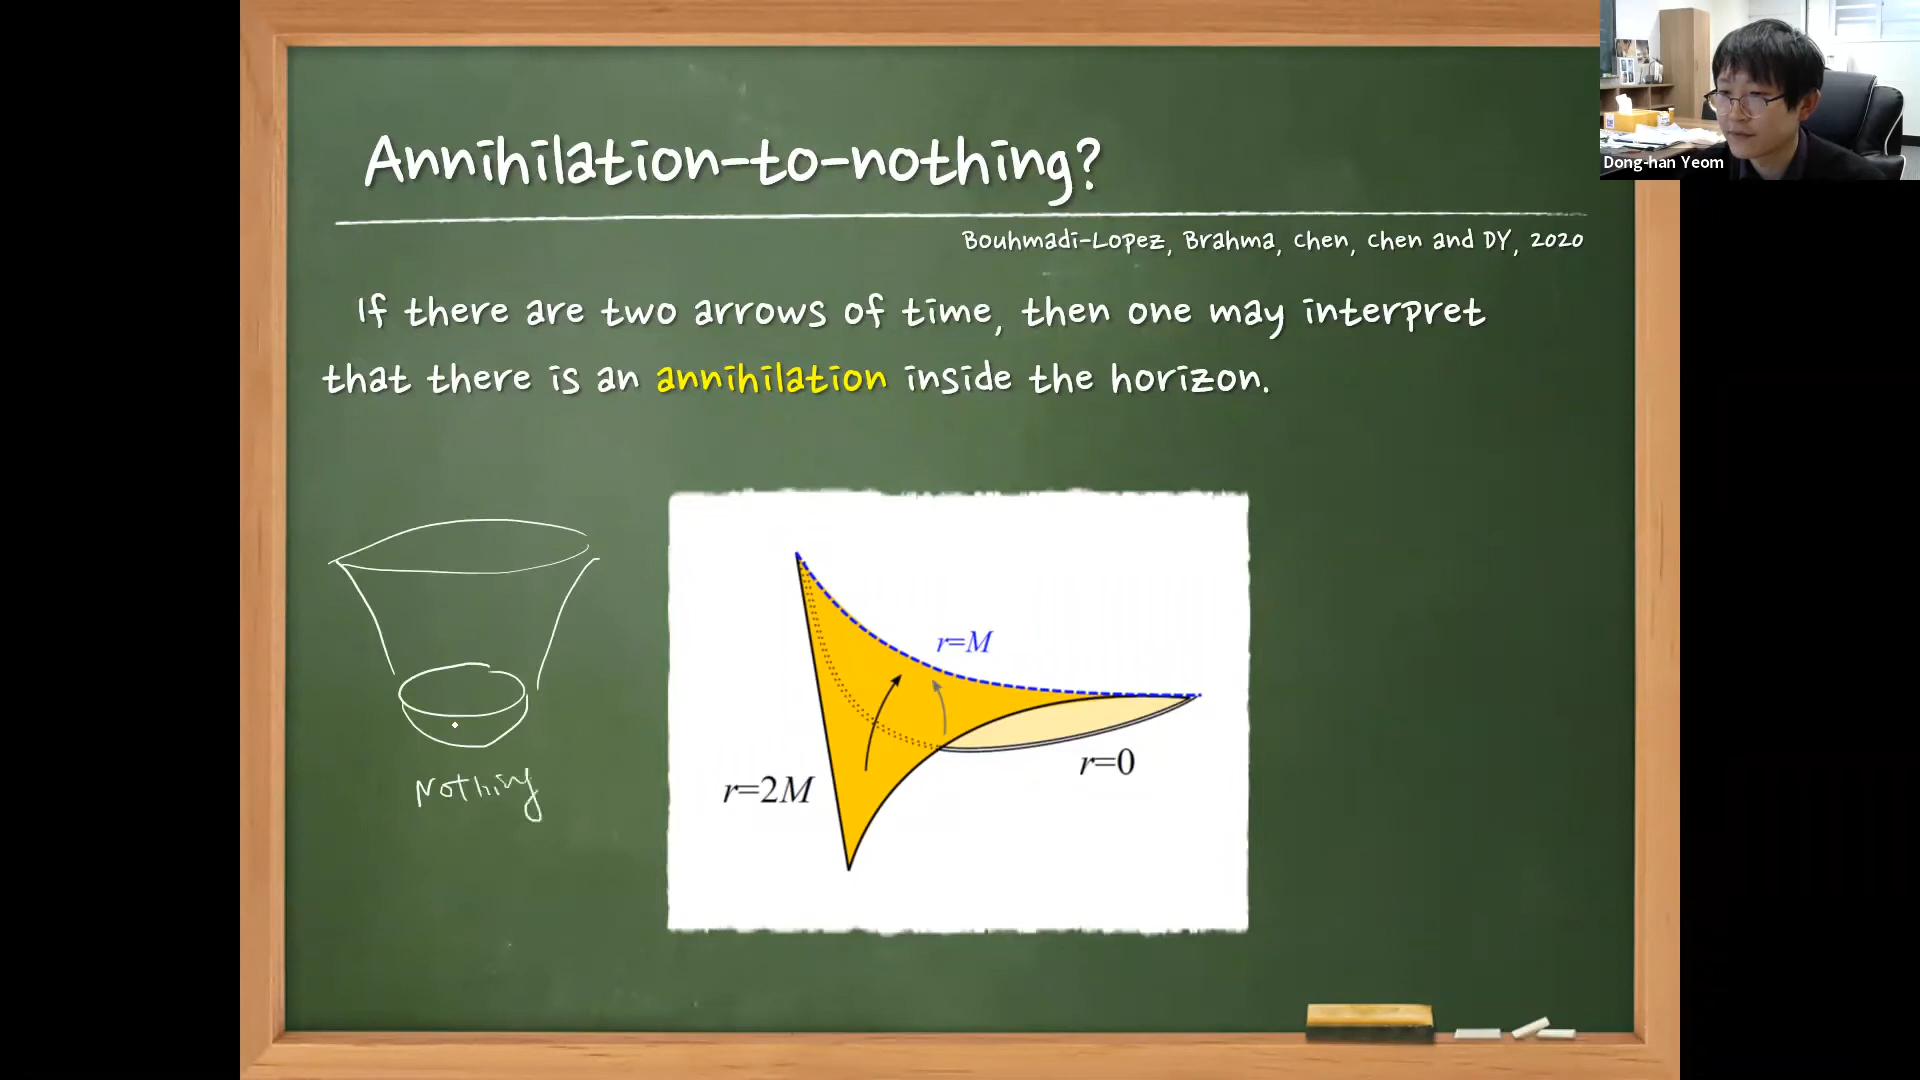 Annihilation-to-nothing?
Bouhmadi-Lopez, Brahma, Chen, Chen and DY, 2020
If there are two arrows of time, then one may interpret
that there is an annihilation inside the horizon.
r=M
r=2M
r=0
Nothing
Dong-han Yeom